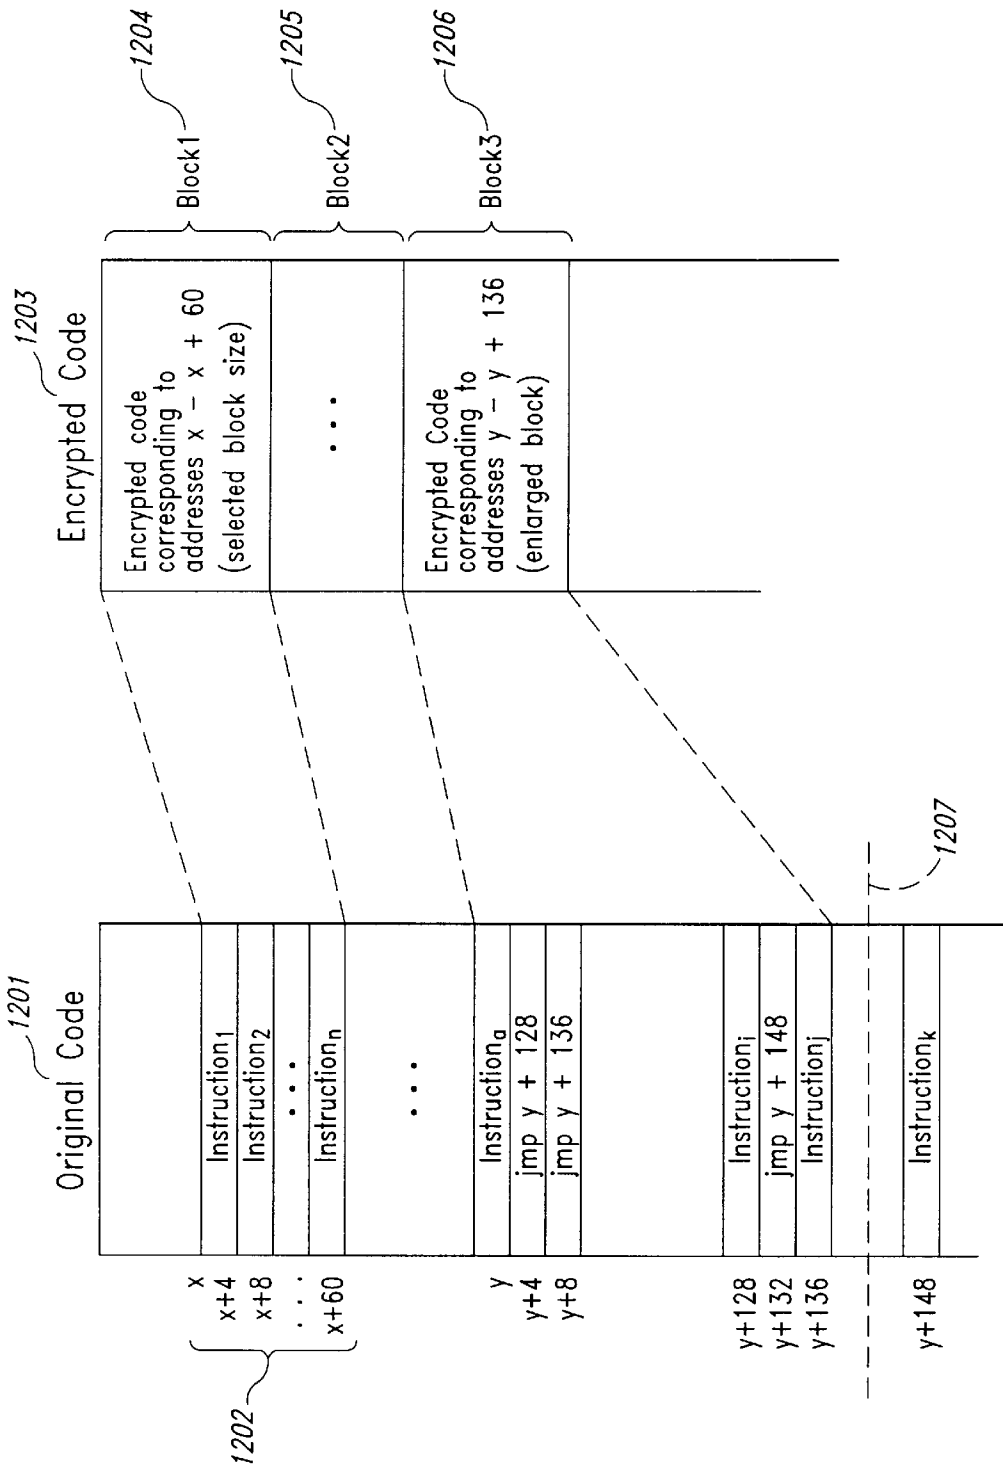 1201
Original Code
1202
x
x+4
x+8
. . . .
x+60
Instruction1
Instruction2
• • • •
Instructionn
• • •
y
y+4
y+8
Instructiona
jmp y + 128
jmp y + 136
y+128
y+132
y+136
Instructioni
jmp y + 148
Instructionj
1207
y+148
Instructionk
1203
Encrypted Code
Encrypted code
corresponding to
addresses x - x + 60
(selected block size)
• • •
Encrypted Code
corresponding to
addresses y - y + 136
(enlarged block)
Block1
1204
Block2
1205
Block3
1206